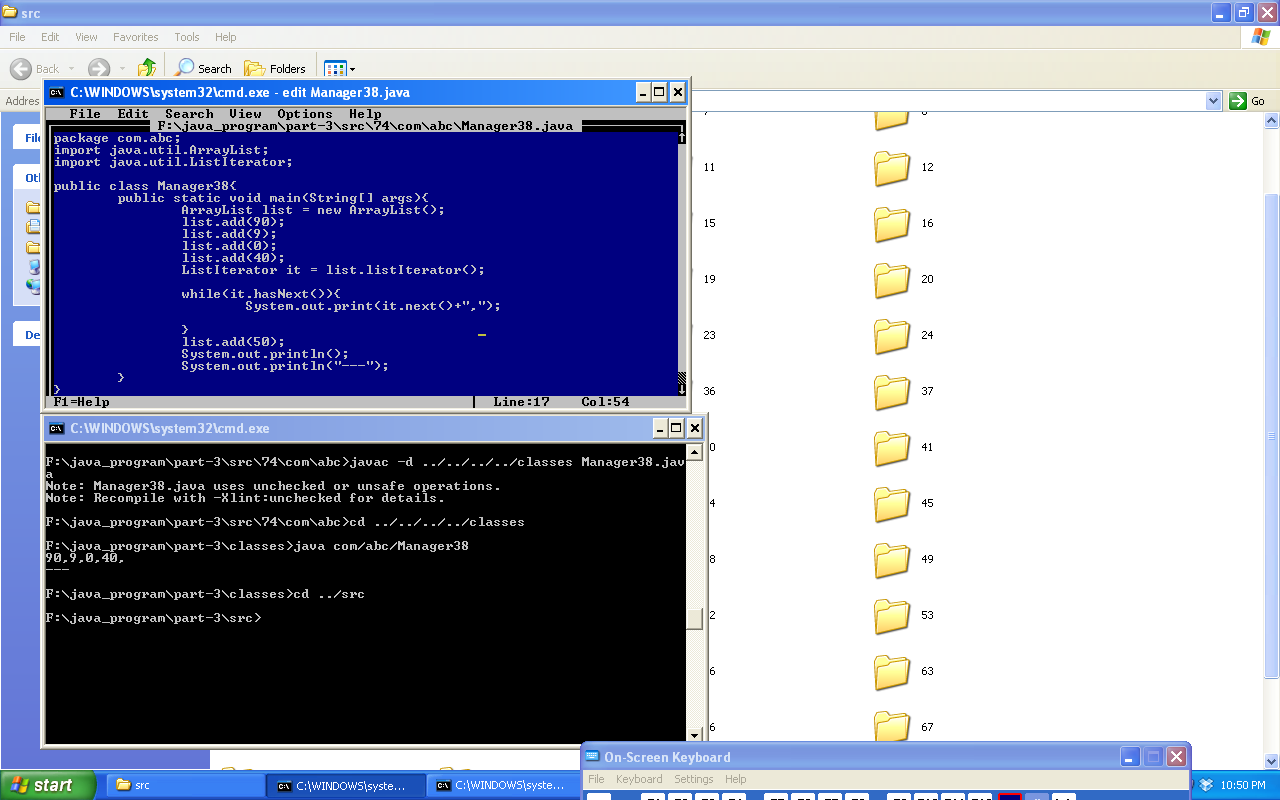 src
File Edit View Favorites Tools Help
Back Search Folders
Address Go
C:\WINDOWS\system32\cmd.exe - edit Manager38.java
File Edit Search View Options Help
F:\java_program\part-3\src\74\com\abc\Manager38.java
package com.abc;
import java.util.ArrayList;
import java.util.ListIterator;
public class Manager38{
public static void main(String[] args){
ArrayList list = new ArrayList();
list.add(90);
list.add(9);
list.add(0);
list.add(40);
ListIterator it = list.listIterator();
while(it.hasNext()){
System.out.print(it.next()+",");
}
list.add(50);
System.out.println();
System.out.println("---");
}
}
F1=Help Line:17 Col:54
C:\WINDOWS\system32\cmd.exe
F:\java_program\part-3\src\74\com\abc>javac -d ../../../../classes Manager38.jav
a
Note: Manager38.java uses unchecked or unsafe operations.
Note: Recompile with -Xlint:unchecked for details.
F:\java_program\part-3\src\74\com\abc>cd ../../../../classes
F:\java_program\part-3\classes>java com/abc/Manager38
90,9,0,40,
---
F:\java_program\part-3\classes>cd ../src
F:\java_program\part-3\src>
File
Oth
De
11 12
15 16
19 20
23 24
36 37
0 41
4 45
8 49
2 53
6 63
6 67
On-Screen Keyboard
File Keyboard Settings Help
start src C:\WINDOWS\syste... C:\WINDOWS\syste... 10:50 PM